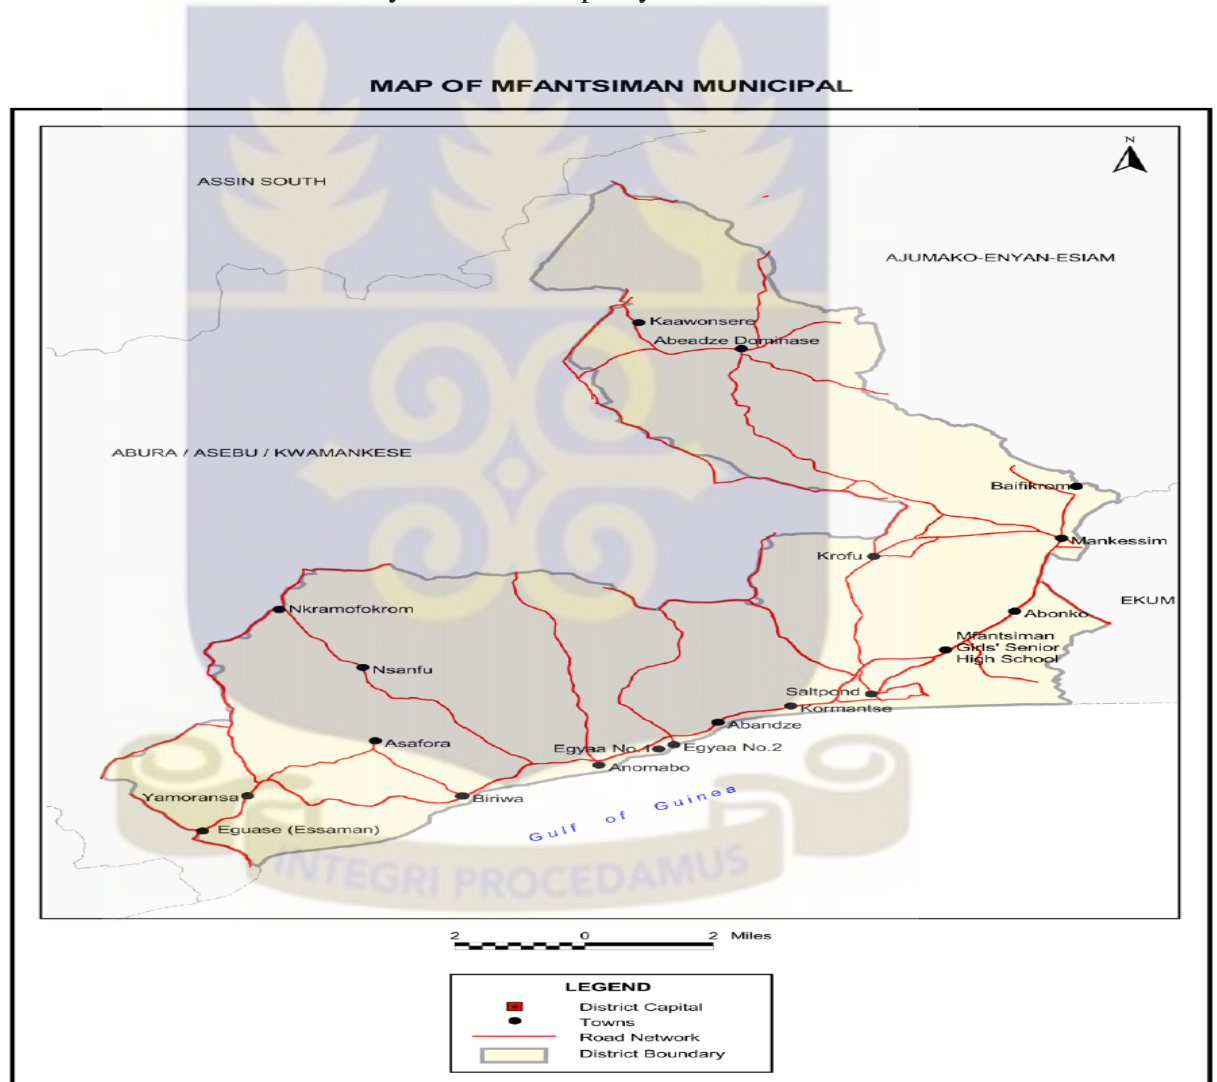 MAP OF MFANTSIMAN MUNICIPAL
N
ASSIN SOUTH
AJUMAKO-ENYAN-ESIAM
Kaawonsere
Abeadze Dominase
ABURA / ASEBU / KWAMANKESE
Baifikrom
Mankessim
Krofu
EKUM
Nkramofokrom
Abonko
Mfantsiman
Girls' Senior
High School
Nsanfu
Saltpond
Kormantse
Abandze
Asafora
Egyaa No.1
Egyaa No.2
Anomabo
Yamoransa
Biriwa
Gulf of Guinea
Eguase (Essaman)
INTEGRI PROCEDAMUS
2 0 2 Miles
LEGEND
District Capital
Towns
Road Network
District Boundary